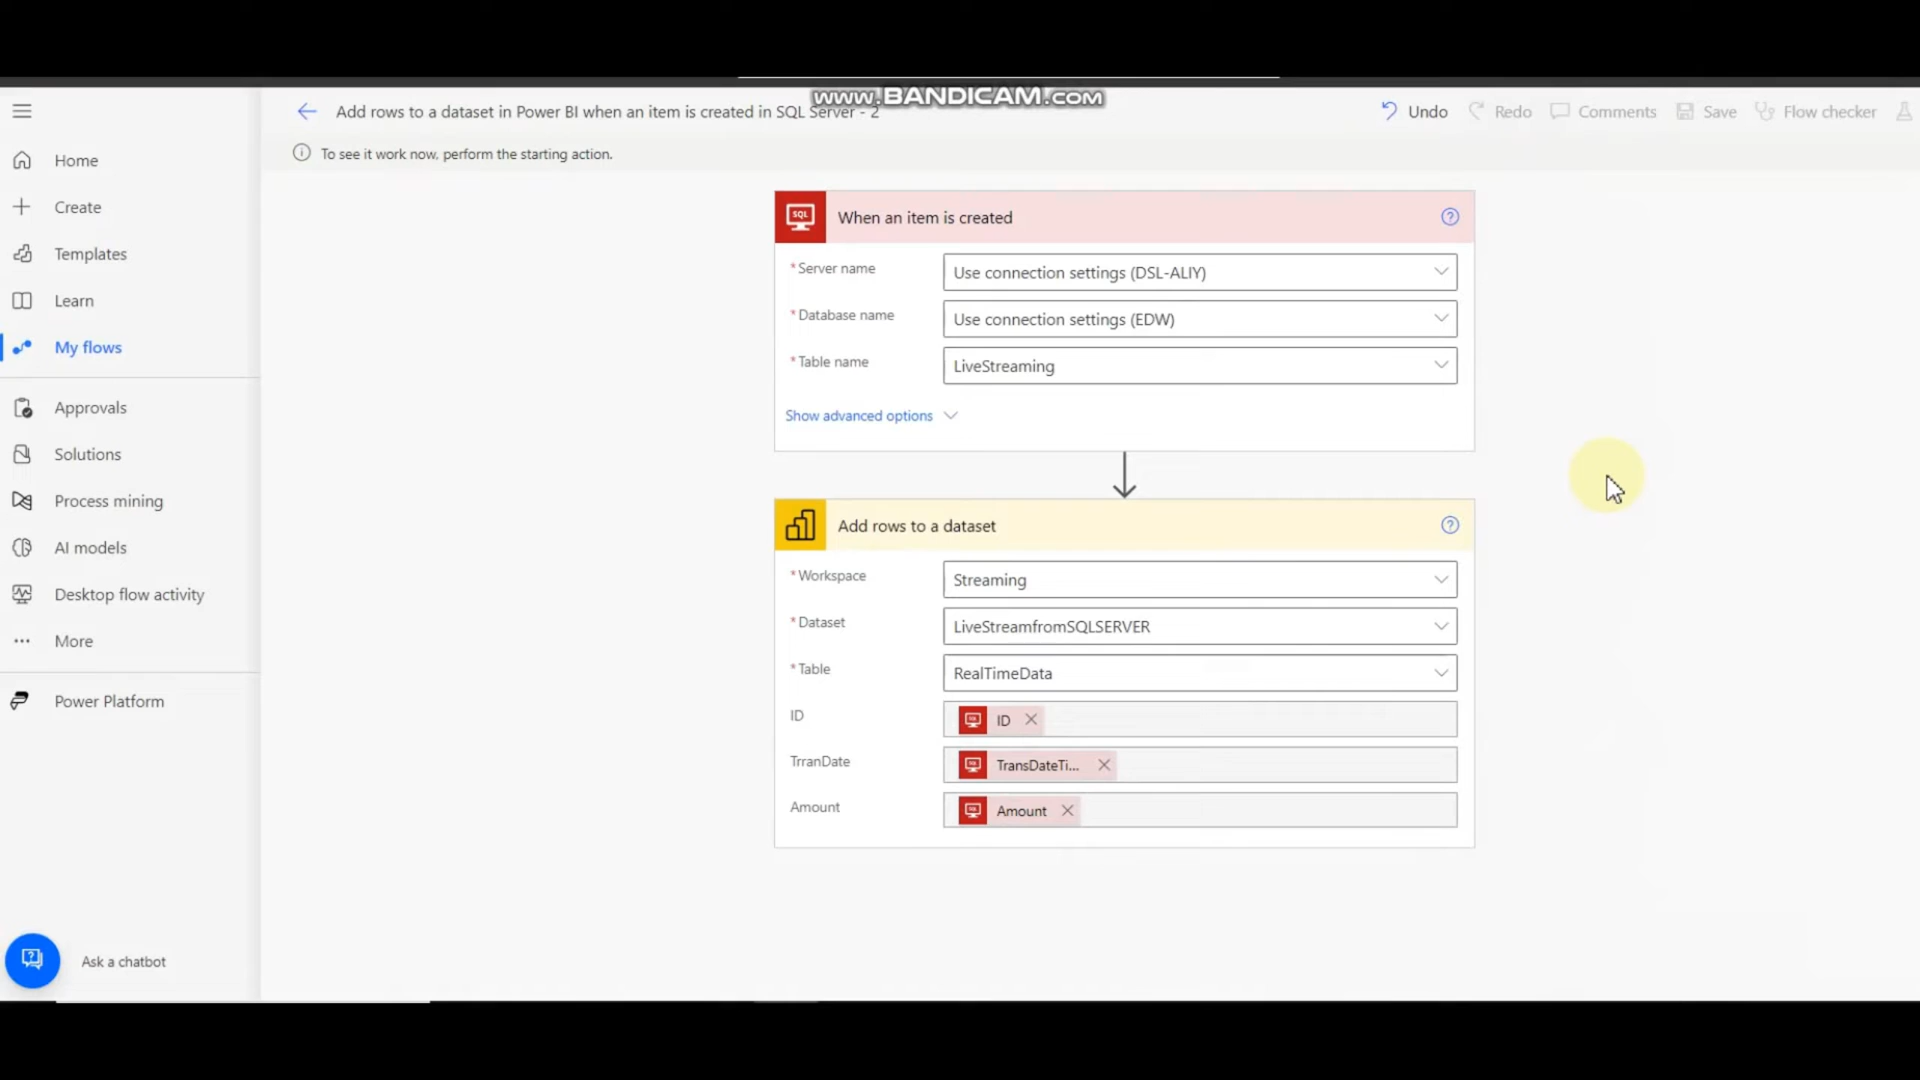 www.BANDICAM.com
Add rows to a dataset in Power BI when an item is created in SQL Server - 2
Undo
Redo
Comments
Save
Flow checker
To see it work now, perform the starting action.
Home
Create
Templates
Learn
My flows
Approvals
Solutions
Process mining
AI models
Desktop flow activity
More
Power Platform
Ask a chatbot
SQL
When an item is created
* Server name
Use connection settings (DSL-ALIY)
* Database name
Use connection settings (EDW)
* Table name
LiveStreaming
Show advanced options
Add rows to a dataset
* Workspace
Streaming
* Dataset
LiveStreamfromSQLSERVER
* Table
RealTimeData
ID
ID
TrranDate
TransDateTi...
Amount
Amount